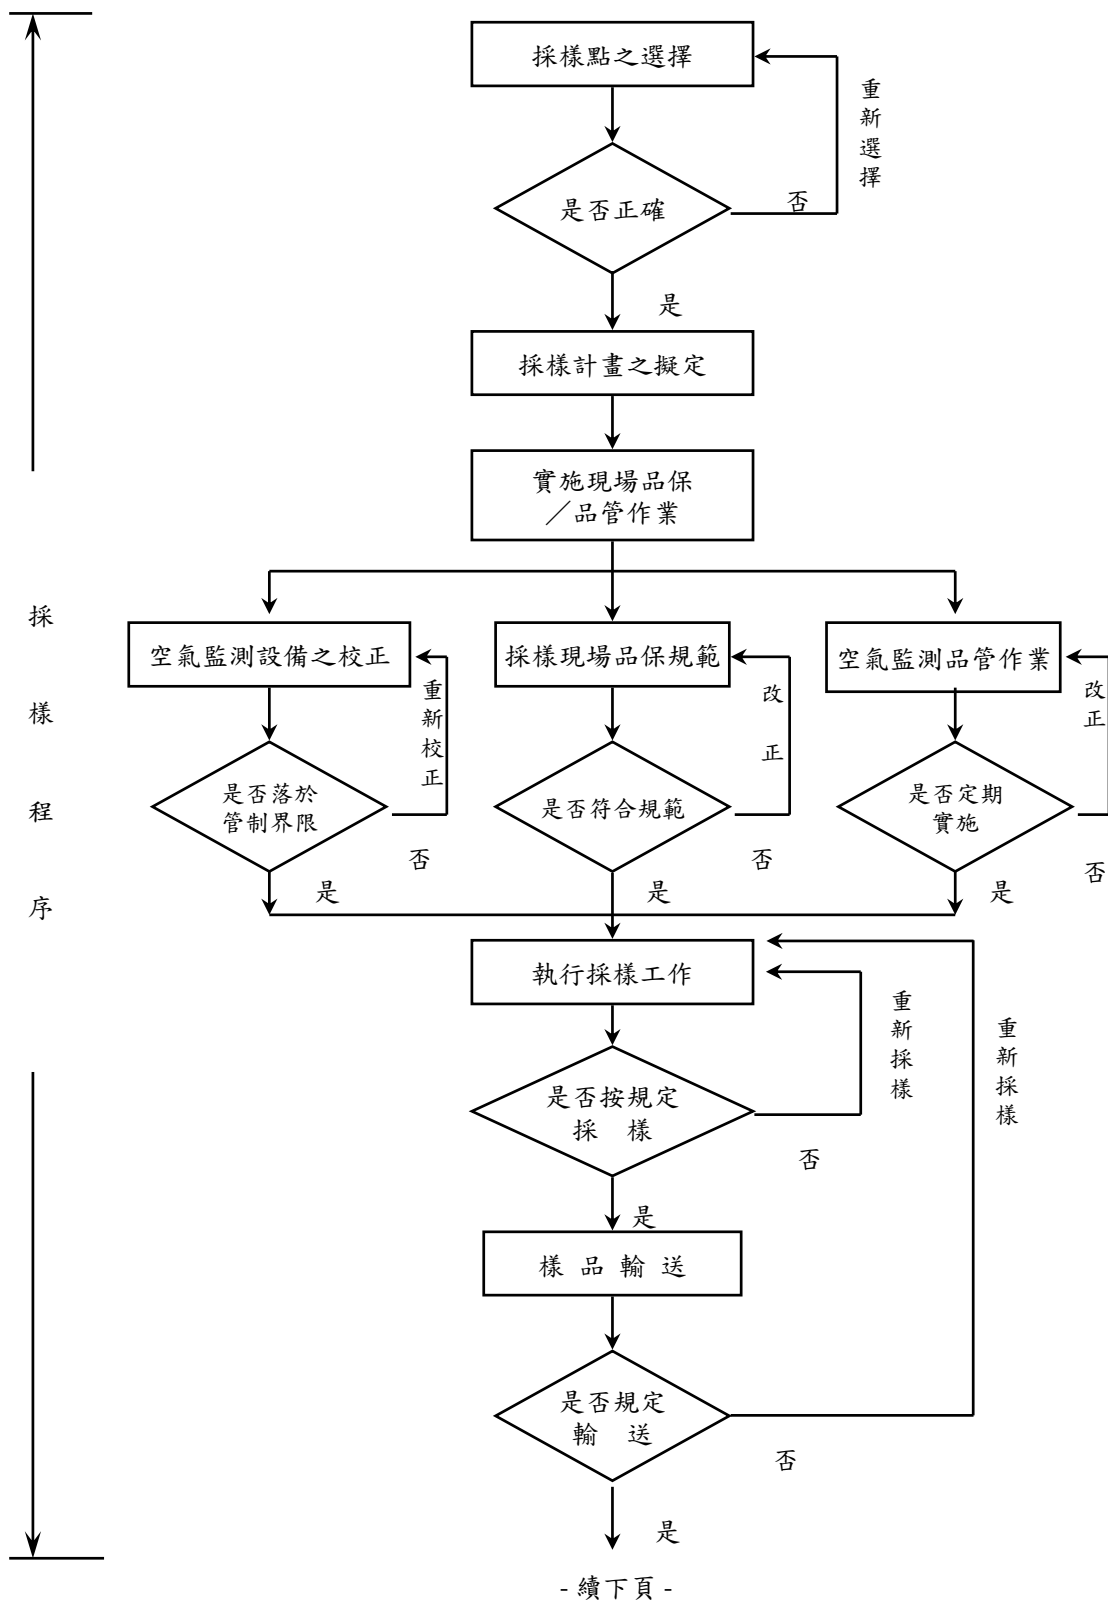 採樣點之選擇
重新選擇
是否正確
否
是
採樣計畫之擬定
實施現場品保
／品管作業
採樣程序
空氣監測設備之校正
採樣現場品保規範
空氣監測品管作業
重新校正
改正
改正
是否落於
管制界限
是否符合規範
是否定期
實施
否
否
否
是
是
是
執行採樣工作
重新採樣
重新採樣
是否按規定
採　樣
否
是
樣 品 輸 送
是否規定
輸　送
否
是
- 續下頁 -